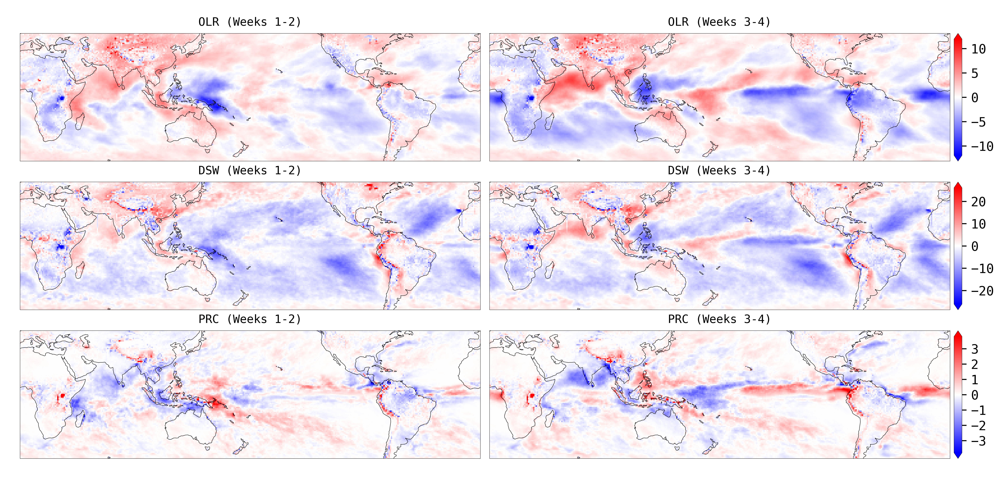 OLR (Weeks 1-2)
OLR (Weeks 3-4)
10
5
0
−5
−10
DSW (Weeks 1-2)
DSW (Weeks 3-4)
20
10
0
−10
−20
PRC (Weeks 1-2)
PRC (Weeks 3-4)
3
2
1
0
−1
−2
−3